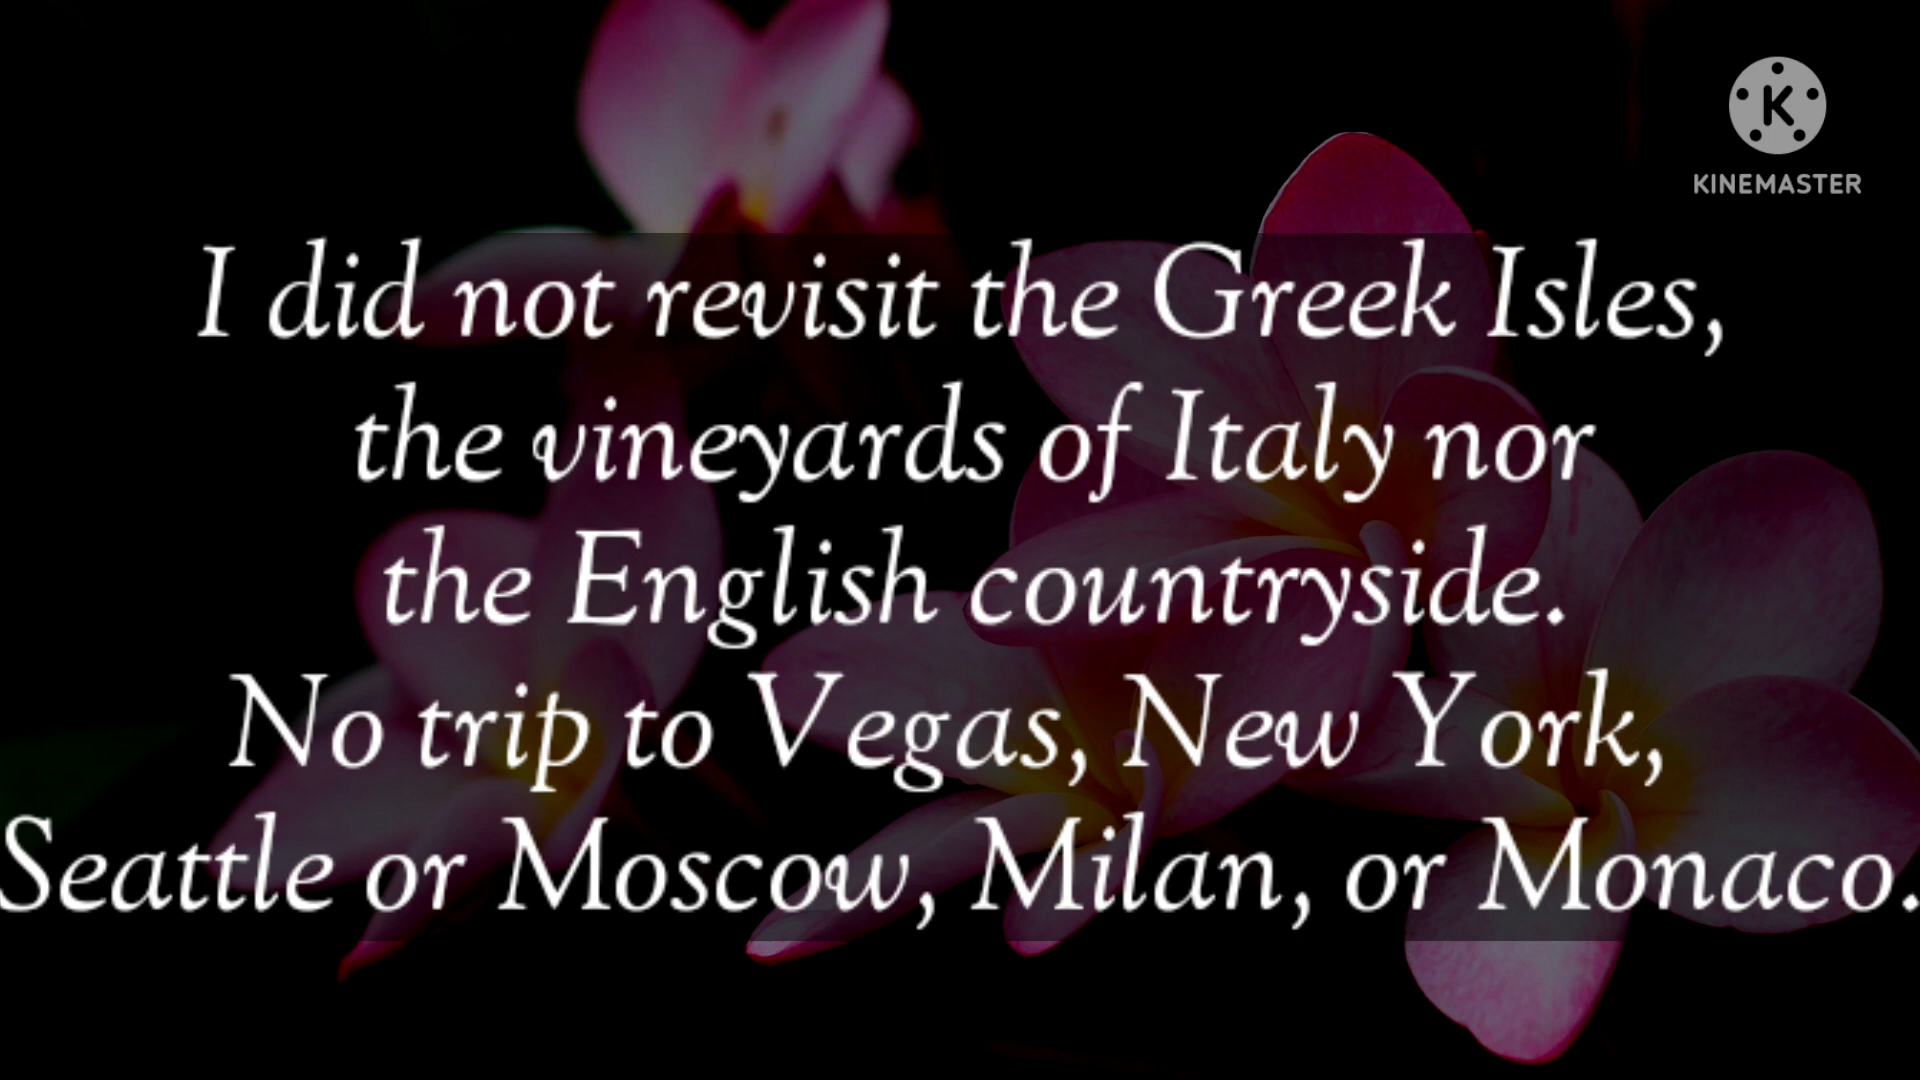 KINEMASTER
I did not revisit the Greek Isles,
the vineyards of Italy nor
the English countryside.
No trip to Vegas, New York,
Seattle or Moscow, Milan, or Monaco.